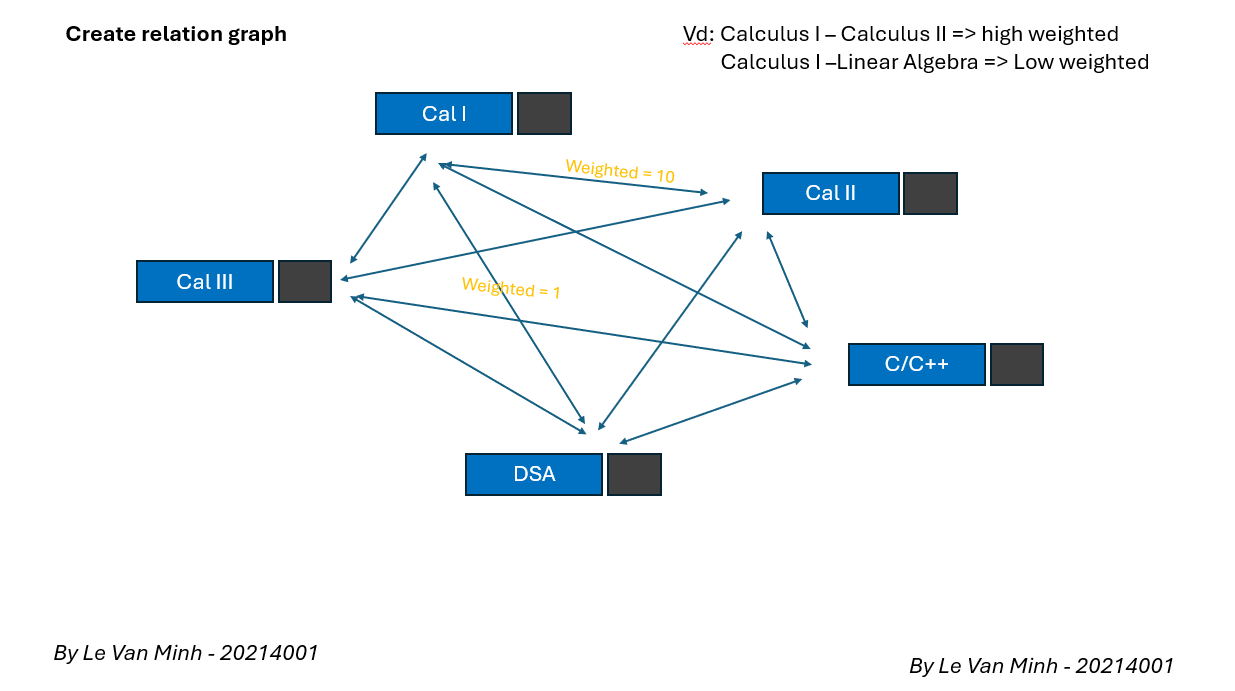 Create relation graph
Vd: Calculus I – Calculus II => high weighted
Calculus I –Linear Algebra => Low weighted
Cal I
Weighted = 10
Cal II
Cal III
Weighted = 1
C/C++
DSA
By Le Van Minh - 20214001
By Le Van Minh - 20214001